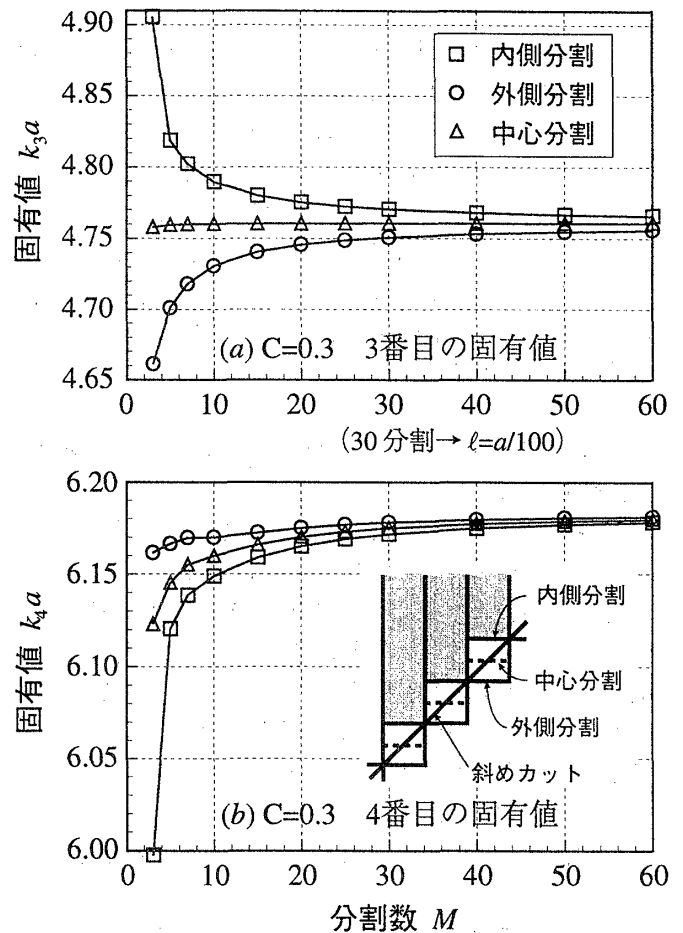 4.90
4.85
4.80
4.75
4.70
4.65
固有値 k₃a
内側分割
外側分割
中心分割
(a) C=0.3 3番目の固有値
0 10 20 30 40 50 60
(30分割→ℓ=a/100)
6.20
6.15
6.10
6.05
6.00
固有値 k₄a
内側分割
中心分割
外側分割
斜めカット
(b) C=0.3 4番目の固有値
0 10 20 30 40 50 60
分割数 M